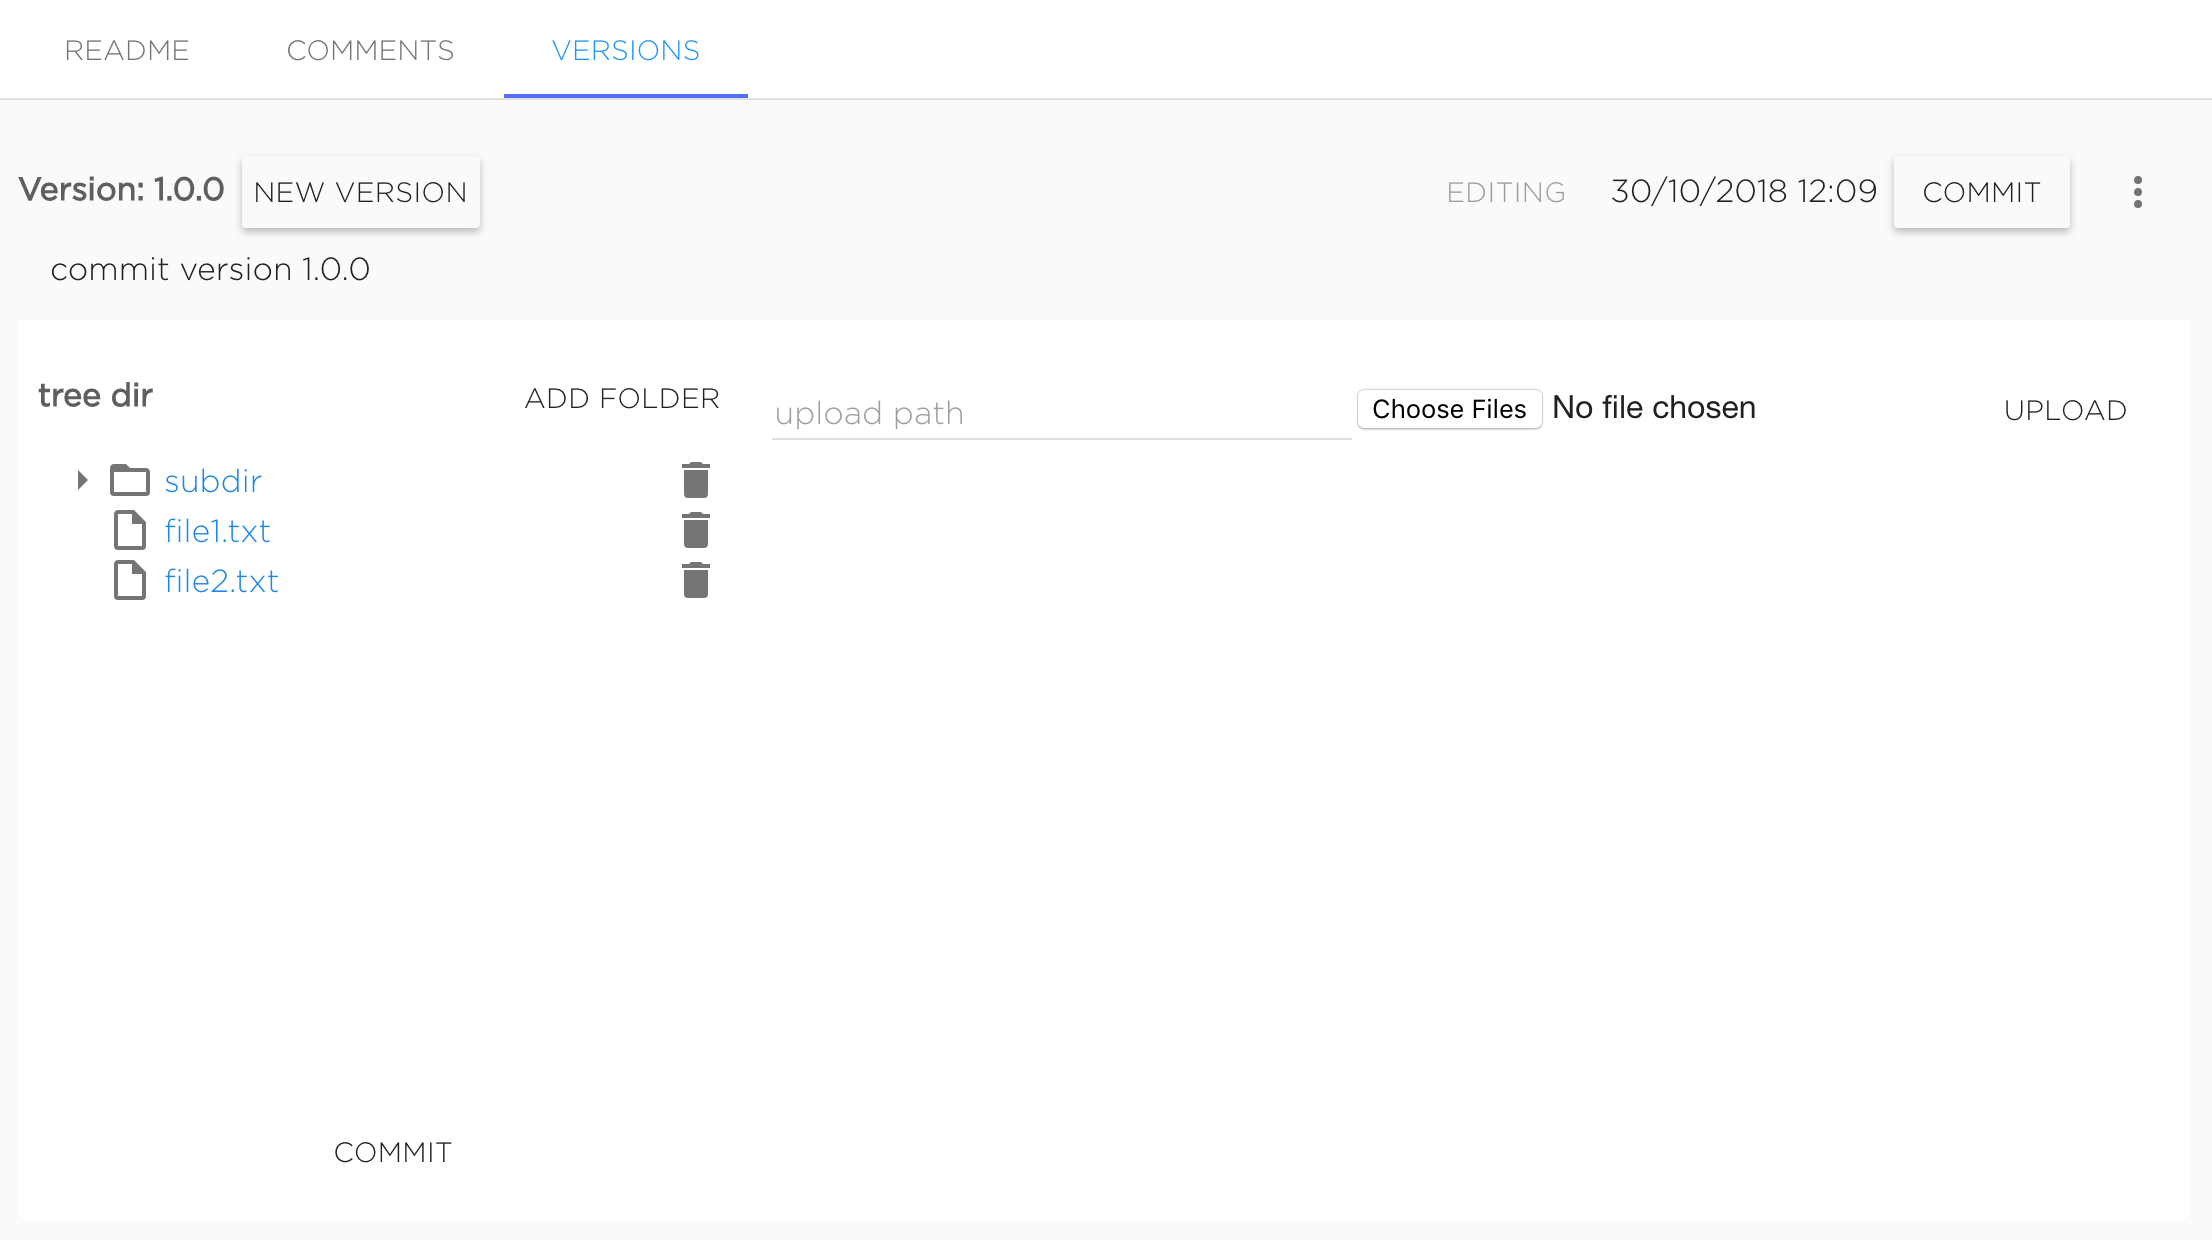 README COMMENTS VERSIONS
Version: 1.0.0 NEW VERSION EDITING 30/10/2018 12:09 COMMIT
commit version 1.0.0
tree dir ADD FOLDER upload path Choose Files No file chosen UPLOAD
subdir
file1.txt
file2.txt
COMMIT